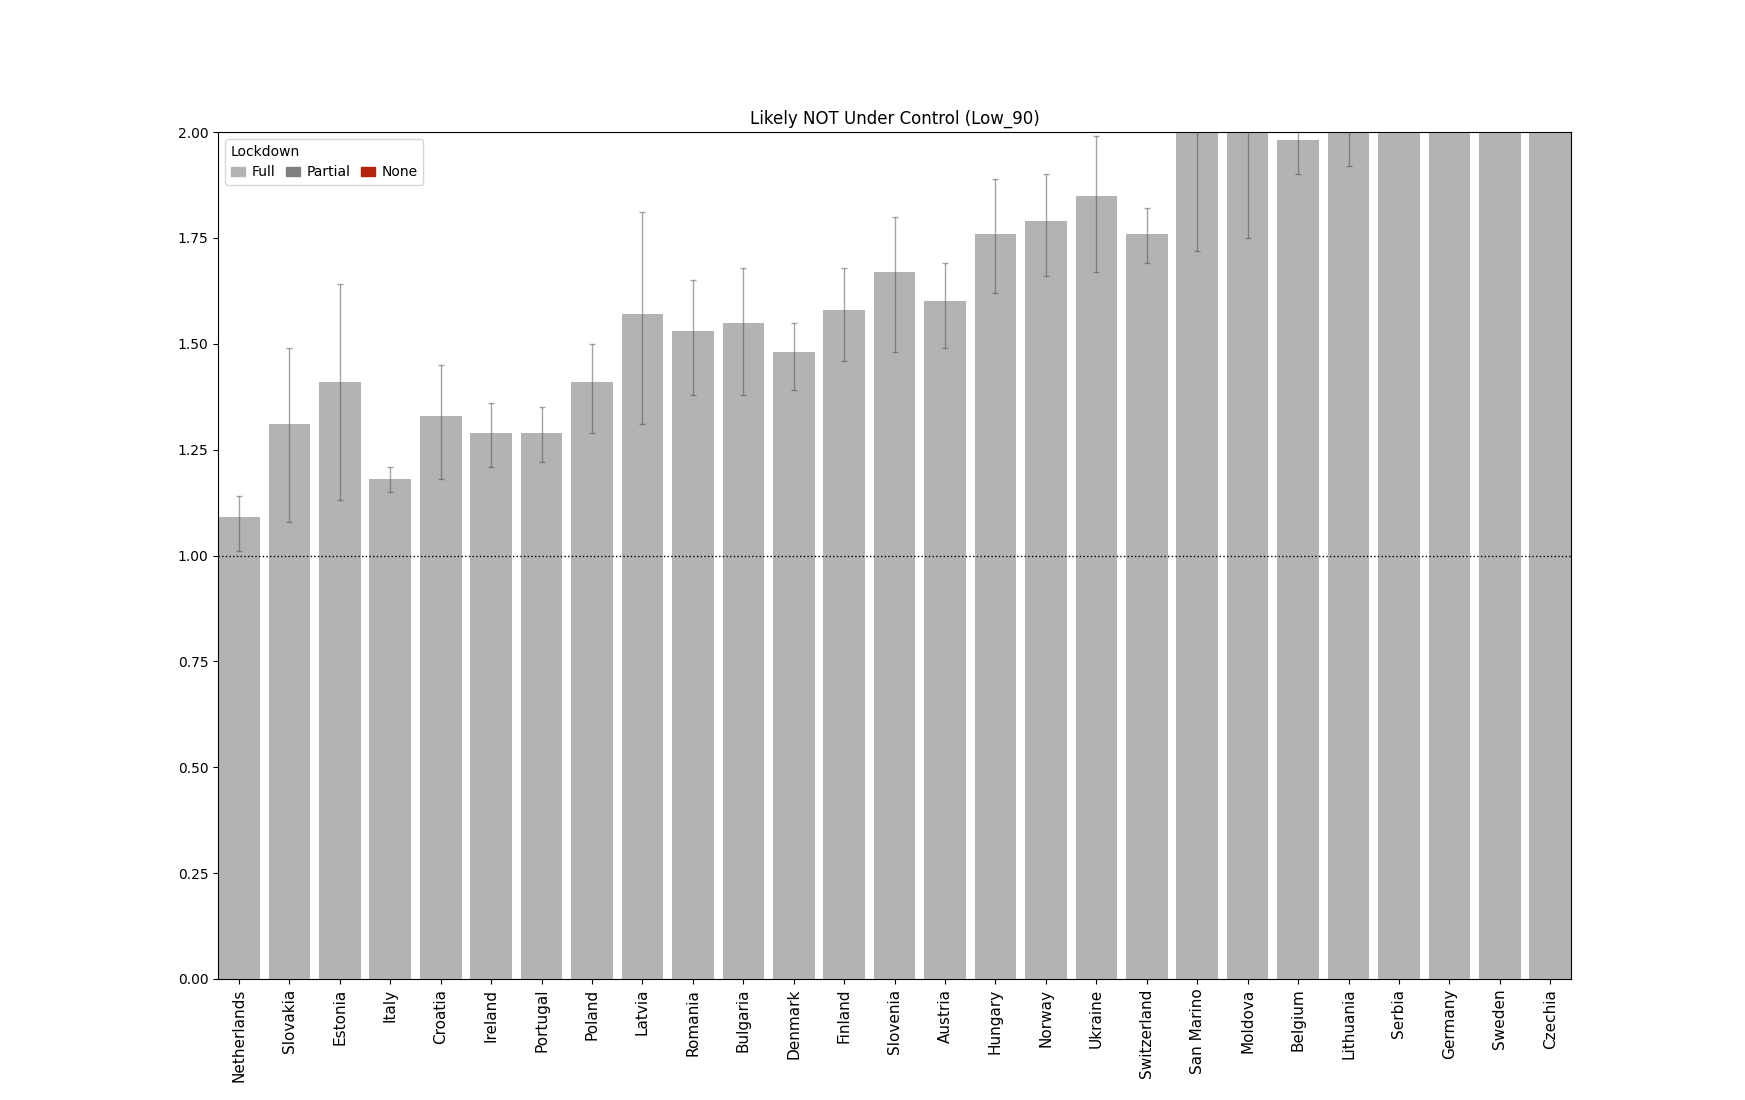 Likely NOT Under Control (Low_90)
Lockdown
Full Partial None
2.00
1.75
1.50
1.25
1.00
0.75
0.50
0.25
0.00
Netherlands
Slovakia
Estonia
Italy
Croatia
Ireland
Portugal
Poland
Latvia
Romania
Bulgaria
Denmark
Finland
Slovenia
Austria
Hungary
Norway
Ukraine
Switzerland
San Marino
Moldova
Belgium
Lithuania
Serbia
Germany
Sweden
Czechia